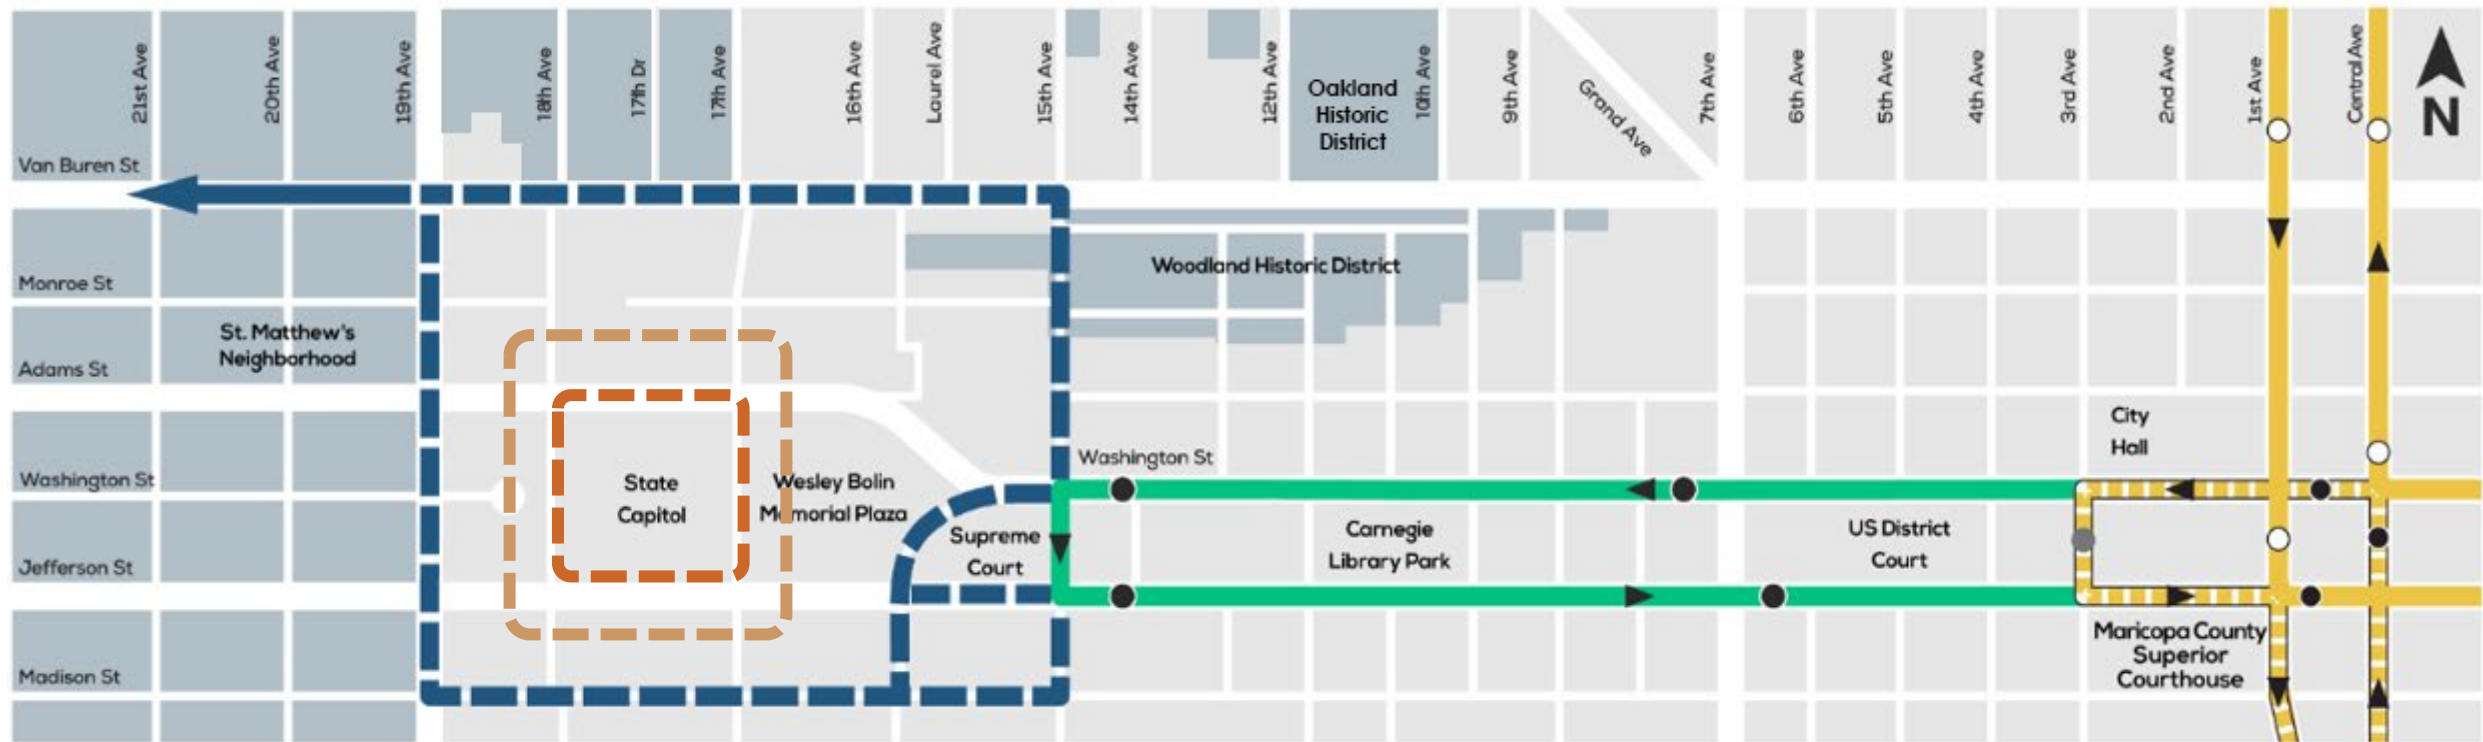 21st Ave
20th Ave
19th Ave
18th Ave
17th Dr
17th Ave
16th Ave
Laurel Ave
15th Ave
14th Ave
12th Ave
Oakland
Historic
District
10th Ave
9th Ave
Grand Ave
7th Ave
6th Ave
5th Ave
4th Ave
3rd Ave
2nd Ave
1st Ave
Central Ave
N
Van Buren St
Monroe St
Woodland Historic District
St. Matthew's
Neighborhood
Adams St
City
Hall
Washington St
Washington St
State
Capitol
Wesley Bolin
Memorial Plaza
Supreme
Court
Carnegie
Library Park
US District
Court
Jefferson St
Maricopa County
Superior
Courthouse
Madison St